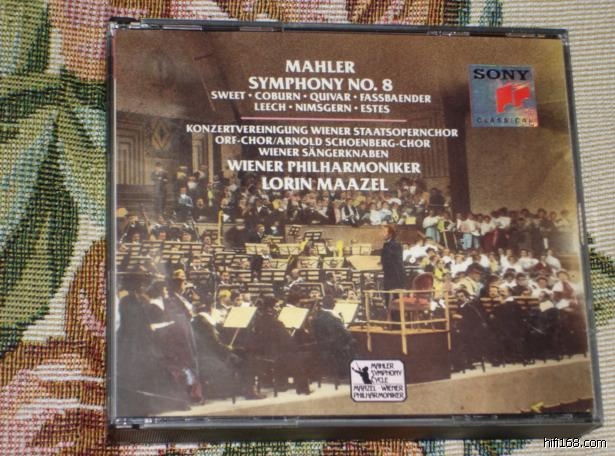 MAHLER
SYMPHONY NO. 8
SWEET · COBURN · QUIVAR · FASSBAENDER
LEECH · NIMSGERN · ESTES
KONZERTVEREINIGUNG WIENER STAATSOPERNCHOR
ORF-CHOR/ARNOLD SCHOENBERG-CHOR
WIENER SÄNGERKNABEN
WIENER PHILHARMONIKER
LORIN MAAZEL
SONY
CLASSICAL
MAHLER
SYMPHONY
CYCLE
MAAZEL · WIENER
PHILHARMONIKER
hifi168.com